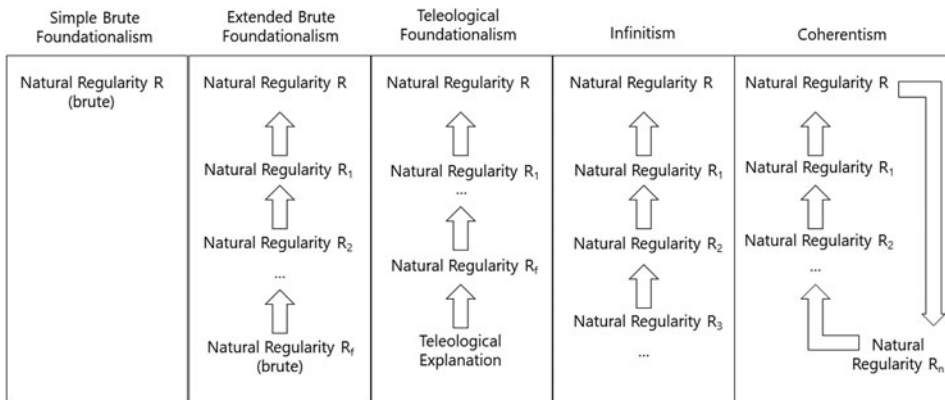 Simple Brute
Foundationalism
Natural Regularity R
(brute)
Extended Brute
Foundationalism
Natural Regularity R
Natural Regularity R₁
Natural Regularity R₂
...
Natural Regularity R_f
(brute)
Teleological
Foundationalism
Natural Regularity R
Natural Regularity R₁
...
Natural Regularity R_f
Teleological
Explanation
Infinitism
Natural Regularity R
Natural Regularity R₁
Natural Regularity R₂
Natural Regularity R₃
...
Coherentism
Natural Regularity R
Natural Regularity R₁
Natural Regularity R₂
...
Natural
Regularity Rₙ